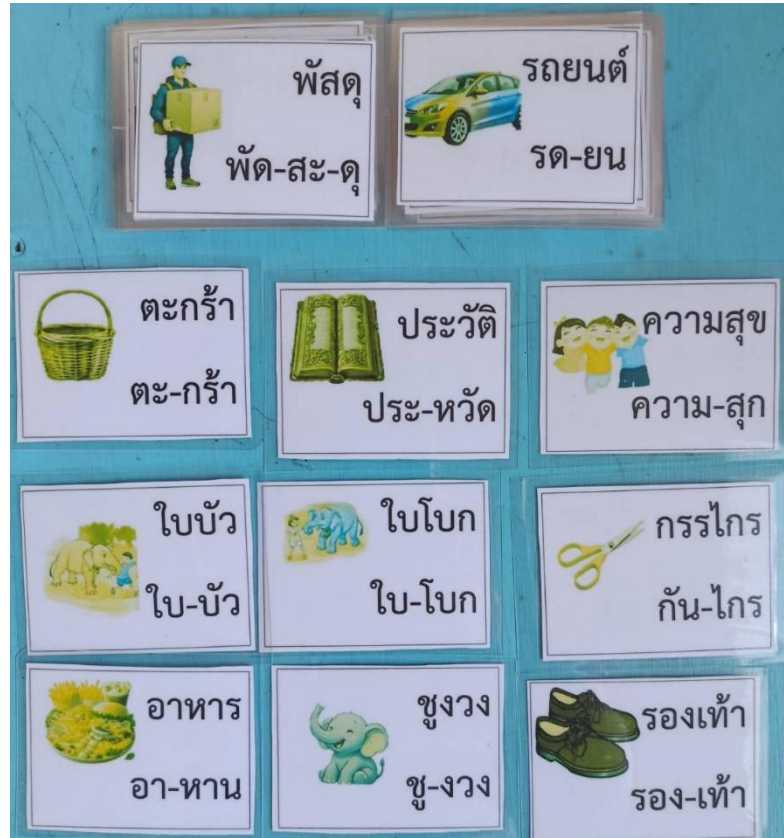 พัสดุ
พัด-สะ-ดุ
รถยนต์
รด-ยน
ตะกร้า
ตะ-กร้า
ประวัติ
ประ-หวัด
ความสุข
ความ-สุก
ใบบัว
ใบ-บัว
ใบโบก
ใบ-โบก
กรรไกร
กัน-ไกร
อาหาร
อา-หาน
ชูงวง
ชู-งวง
รองเท้า
รอง-เท้า